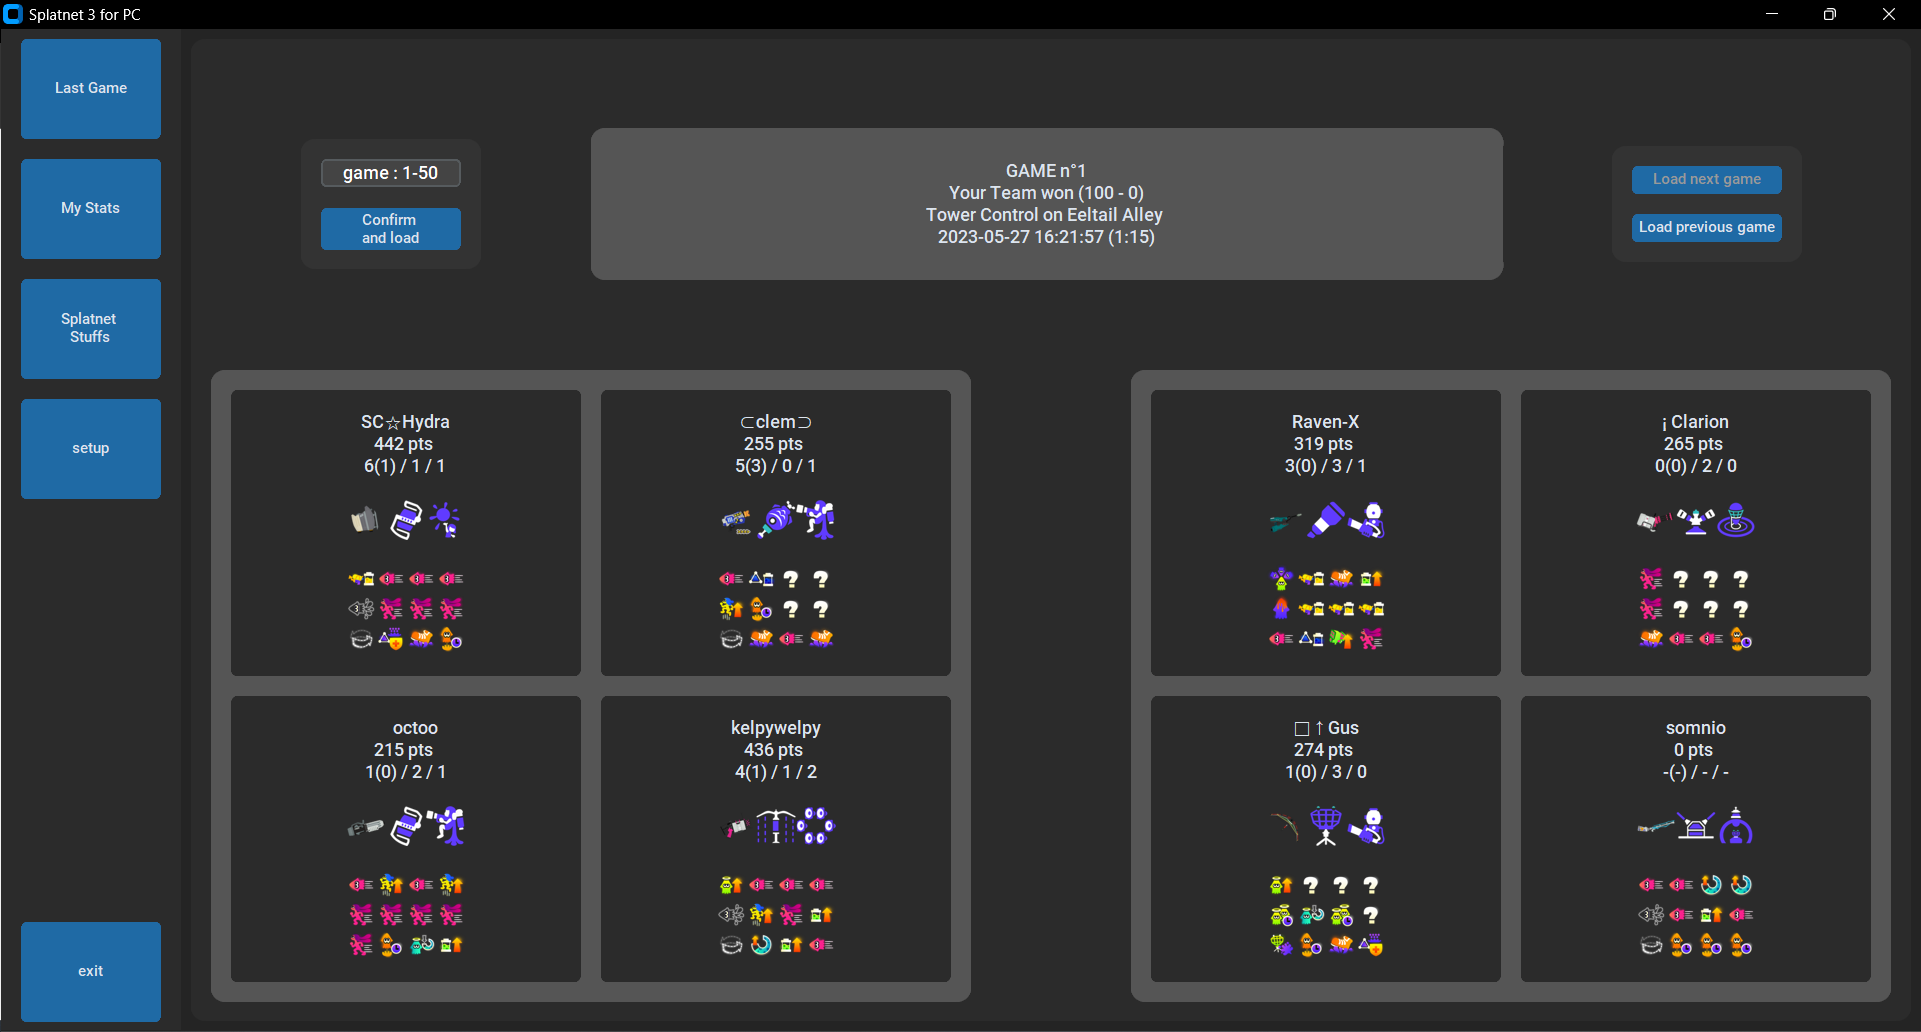 Splatnet 3 for PC
Last Game
My Stats
Splatnet
Stuffs
setup
exit
game : 1-50
Confirm
and load
GAME n°1
Your Team won (100 - 0)
Tower Control on Eeltail Alley
2023-05-27 16:21:57 (1:15)
Load next game
Load previous game
SC☆Hydra
442 pts
6(1) / 1 / 1
⊂clem⊃
255 pts
5(3) / 0 / 1
octoo
215 pts
1(0) / 2 / 1
kelpywelpy
436 pts
4(1) / 1 / 2
Raven-X
319 pts
3(0) / 3 / 1
¡ Clarion
265 pts
0(0) / 2 / 0
□↑Gus
274 pts
1(0) / 3 / 0
somnio
0 pts
-(-) / - / -
? ?
? ?
? ? ?
? ? ?
? ? ?
?